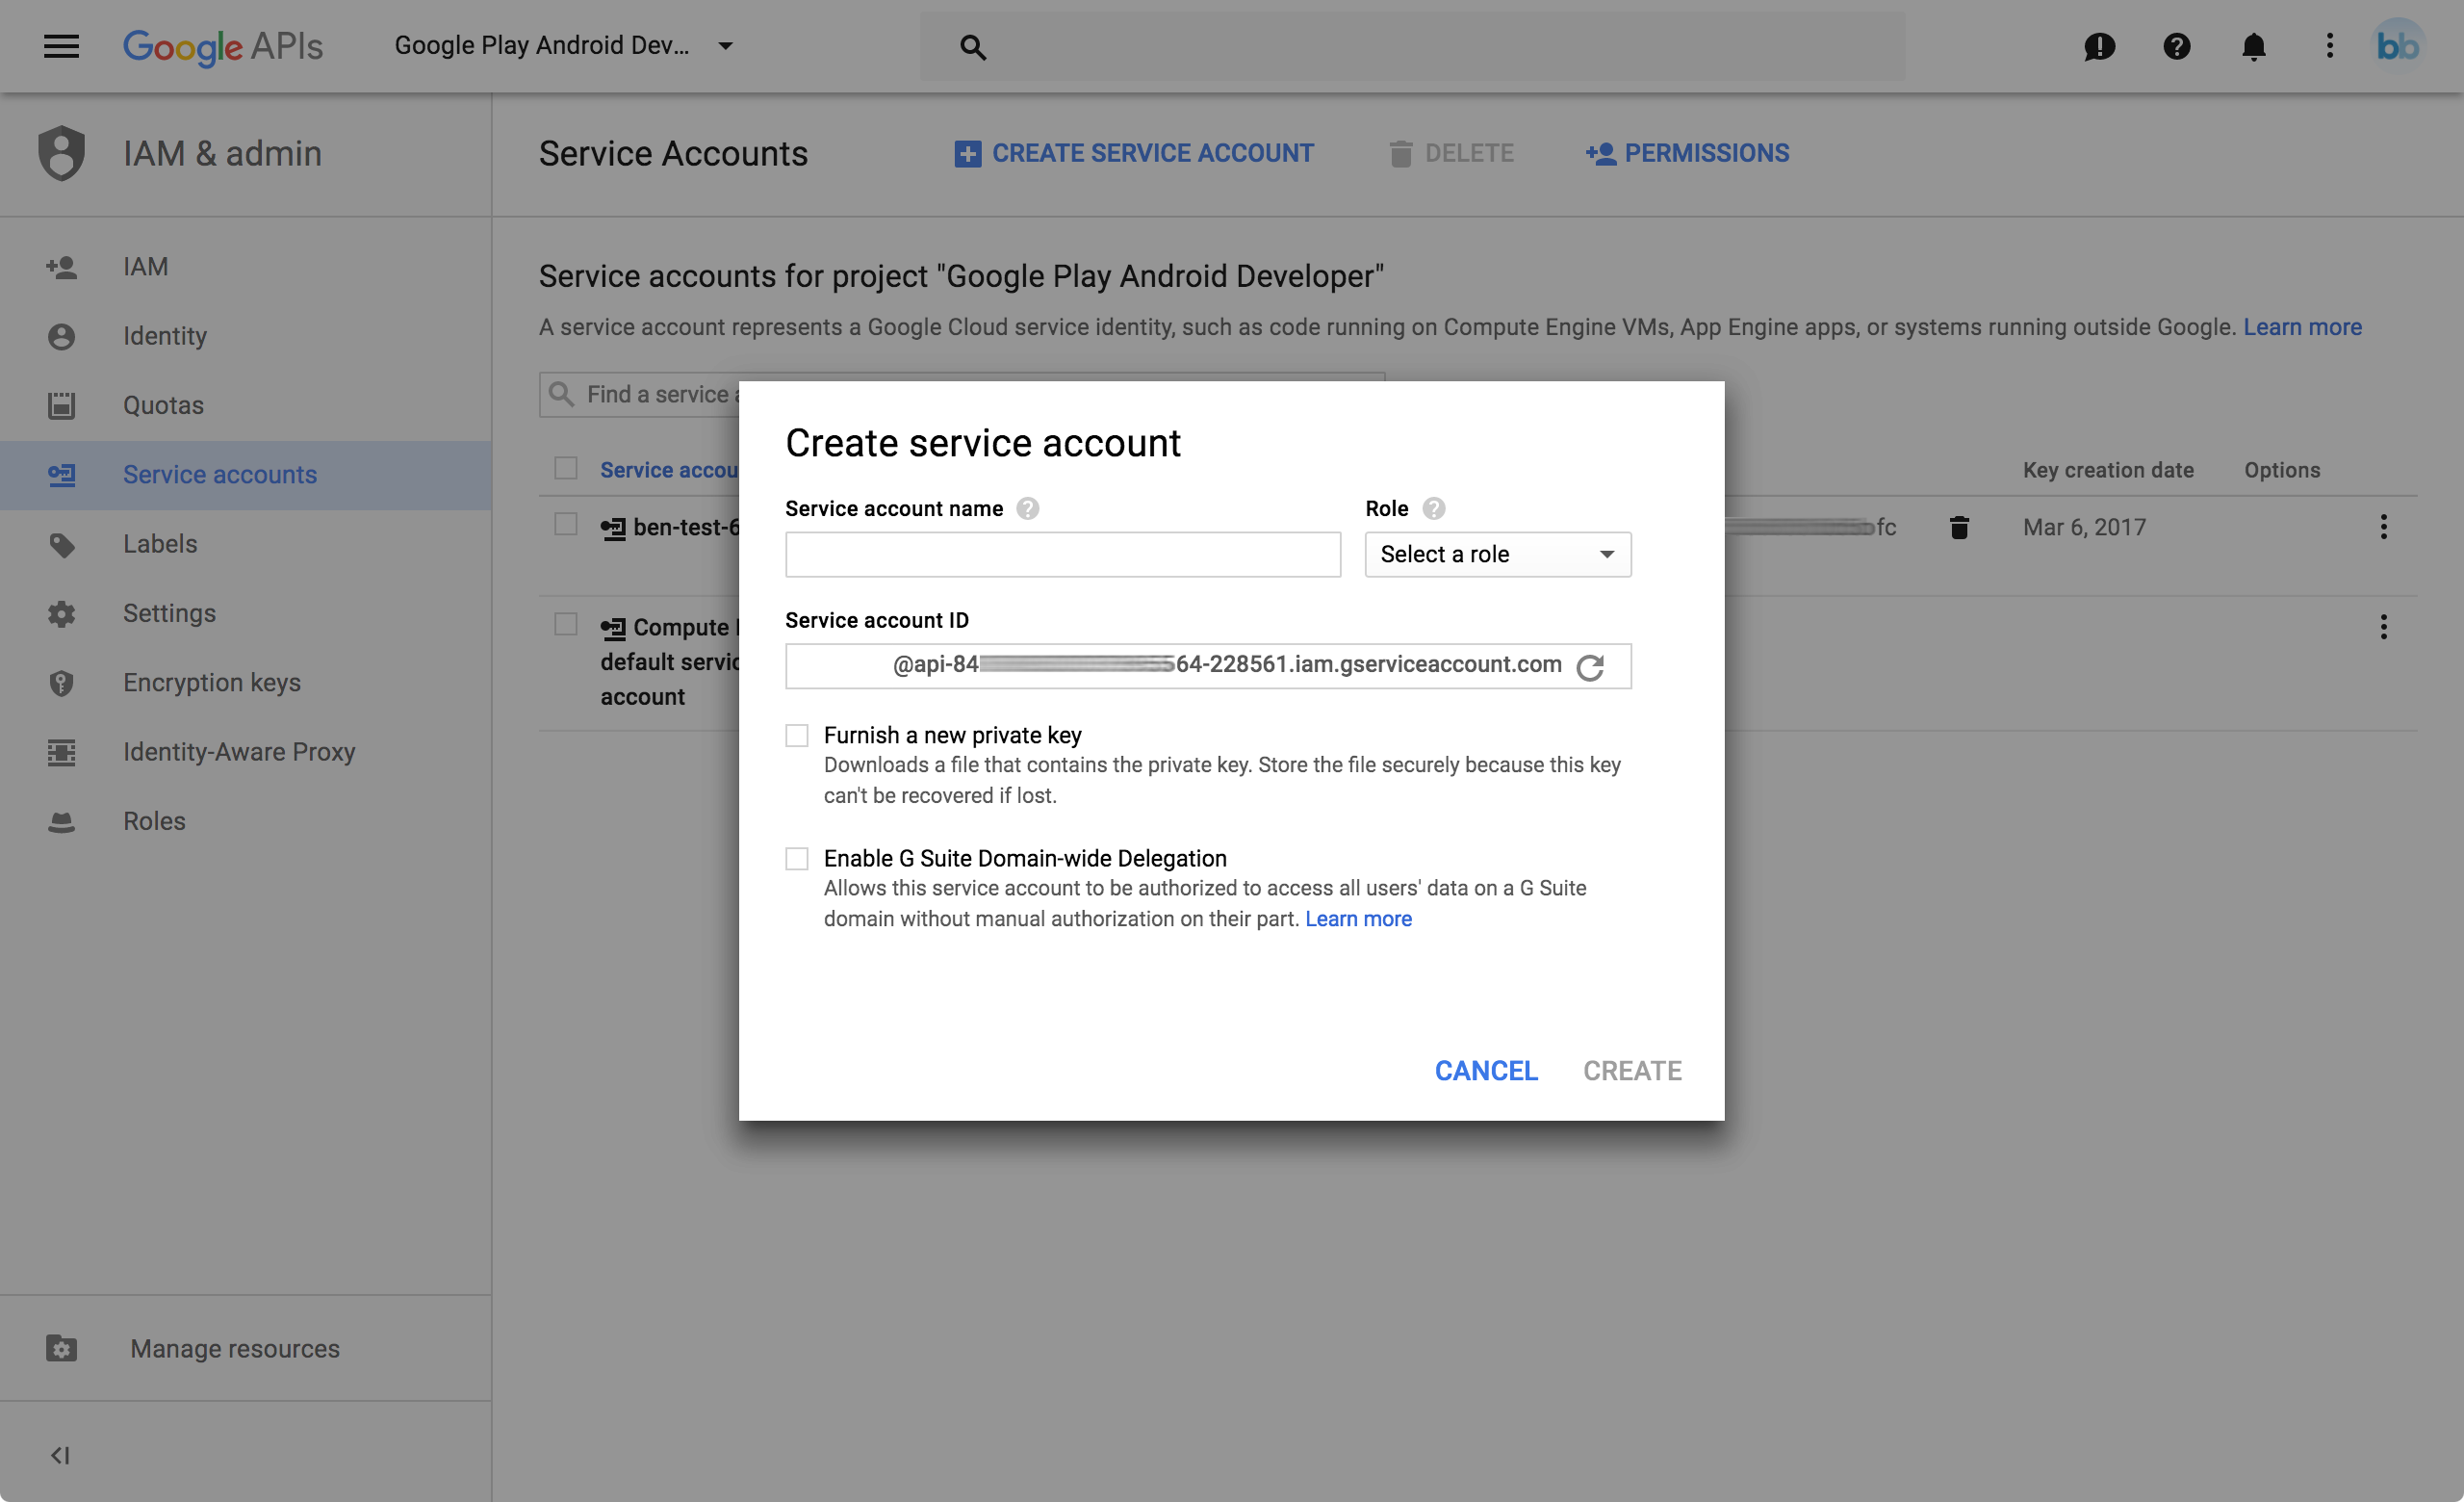 Google APIs
Google Play Android Dev...
bb
IAM & admin
Service Accounts
CREATE SERVICE ACCOUNT
DELETE
PERMISSIONS
IAM
Identity
Quotas
Service accounts
Labels
Settings
Encryption keys
Identity-Aware Proxy
Roles
Manage resources
Service accounts for project "Google Play Android Developer"
A service account represents a Google Cloud service identity, such as code running on Compute Engine VMs, App Engine apps, or systems running outside Google. Learn more
Find a service
Service accou
Key creation date
Options
ben-test-6
fc
Mar 6, 2017
Compute
default servic
account
Create service account
Service account name
Role
Select a role
Service account ID
@api-84 64-228561.iam.gserviceaccount.com
Furnish a new private key
Downloads a file that contains the private key. Store the file securely because this key
can't be recovered if lost.
Enable G Suite Domain-wide Delegation
Allows this service account to be authorized to access all users' data on a G Suite
domain without manual authorization on their part. Learn more
CANCEL
CREATE